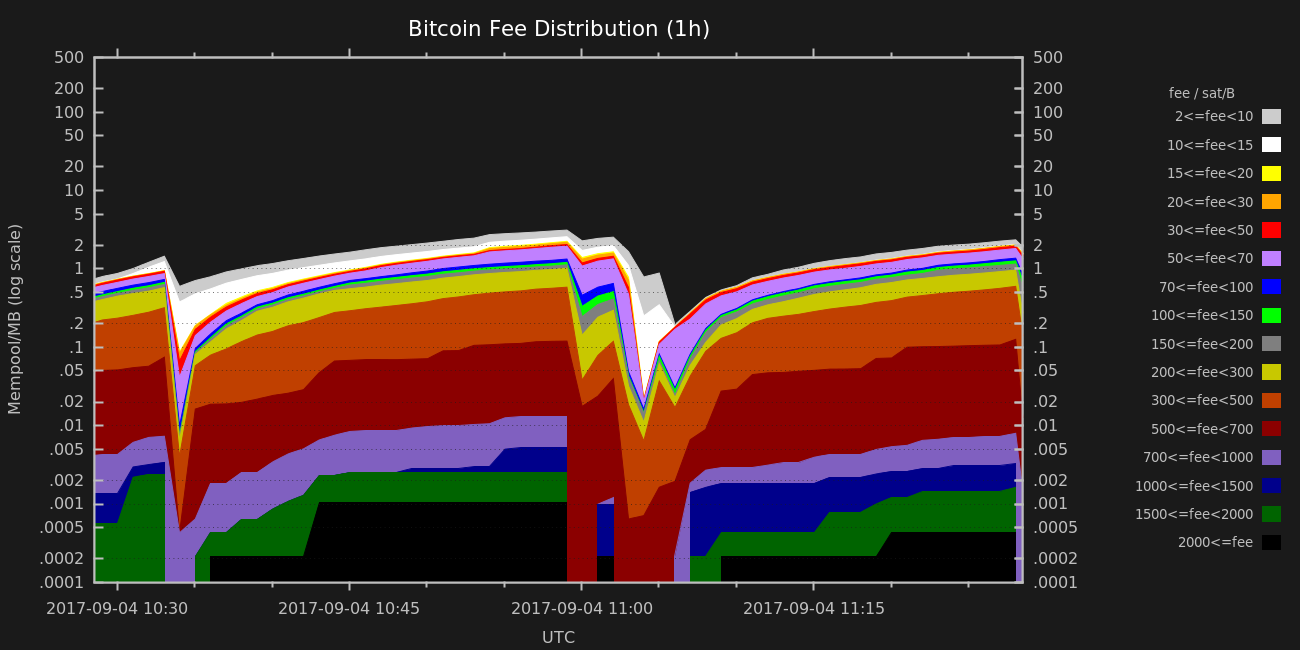 Bitcoin Fee Distribution (1h)
500 500
200 200
100 100
50 50
20 20
10 10
5 5
2 2
1 1
.5 .5
.2 .2
.1 .1
.05 .05
.02 .02
.01 .01
.005 .005
.002 .002
.001 .001
.0005 .0005
.0002 .0002
.0001 .0001
Mempool/MB (log scale)
2017-09-04 10:30 2017-09-04 10:45 2017-09-04 11:00 2017-09-04 11:15
UTC
fee / sat/B
2<=fee<10
10<=fee<15
15<=fee<20
20<=fee<30
30<=fee<50
50<=fee<70
70<=fee<100
100<=fee<150
150<=fee<200
200<=fee<300
300<=fee<500
500<=fee<700
700<=fee<1000
1000<=fee<1500
1500<=fee<2000
2000<=fee